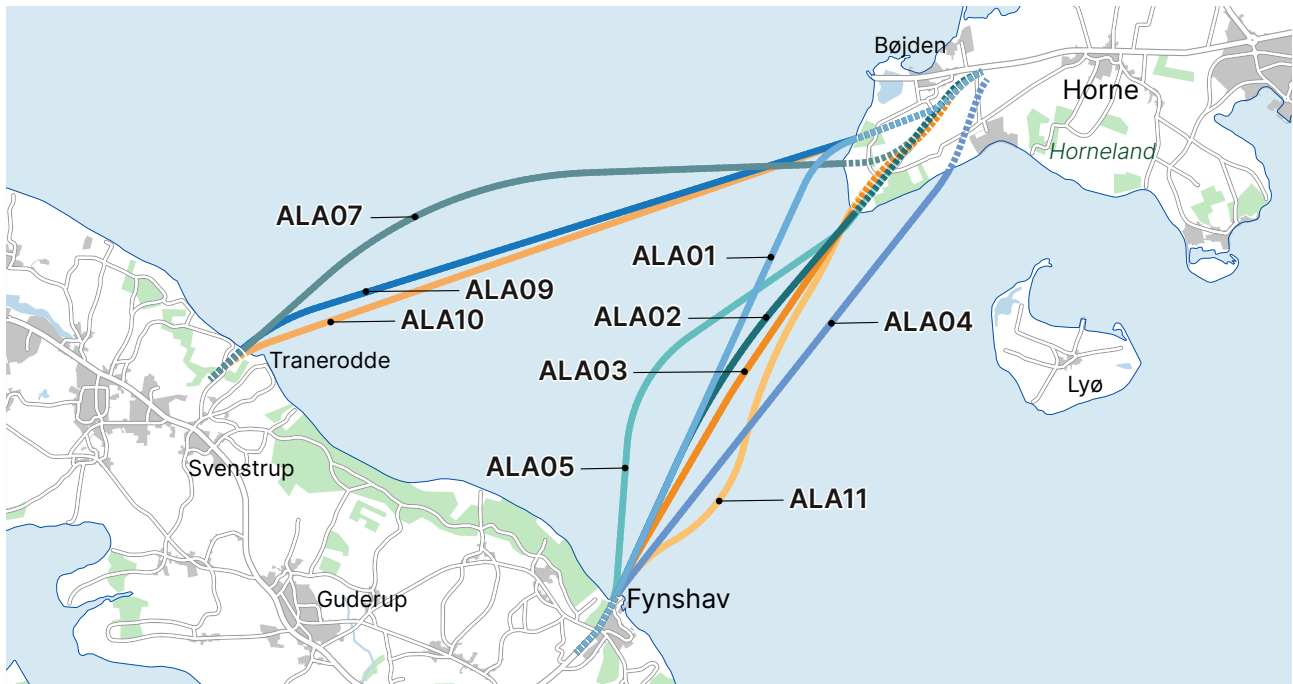 Bøjden
Horne
Horneland
ALA07
ALA01
ALA09
ALA02
ALA10
ALA04
Tranerodde
ALA03
Lyø
Svenstrup
ALA05
ALA11
Guderup
Fynshav